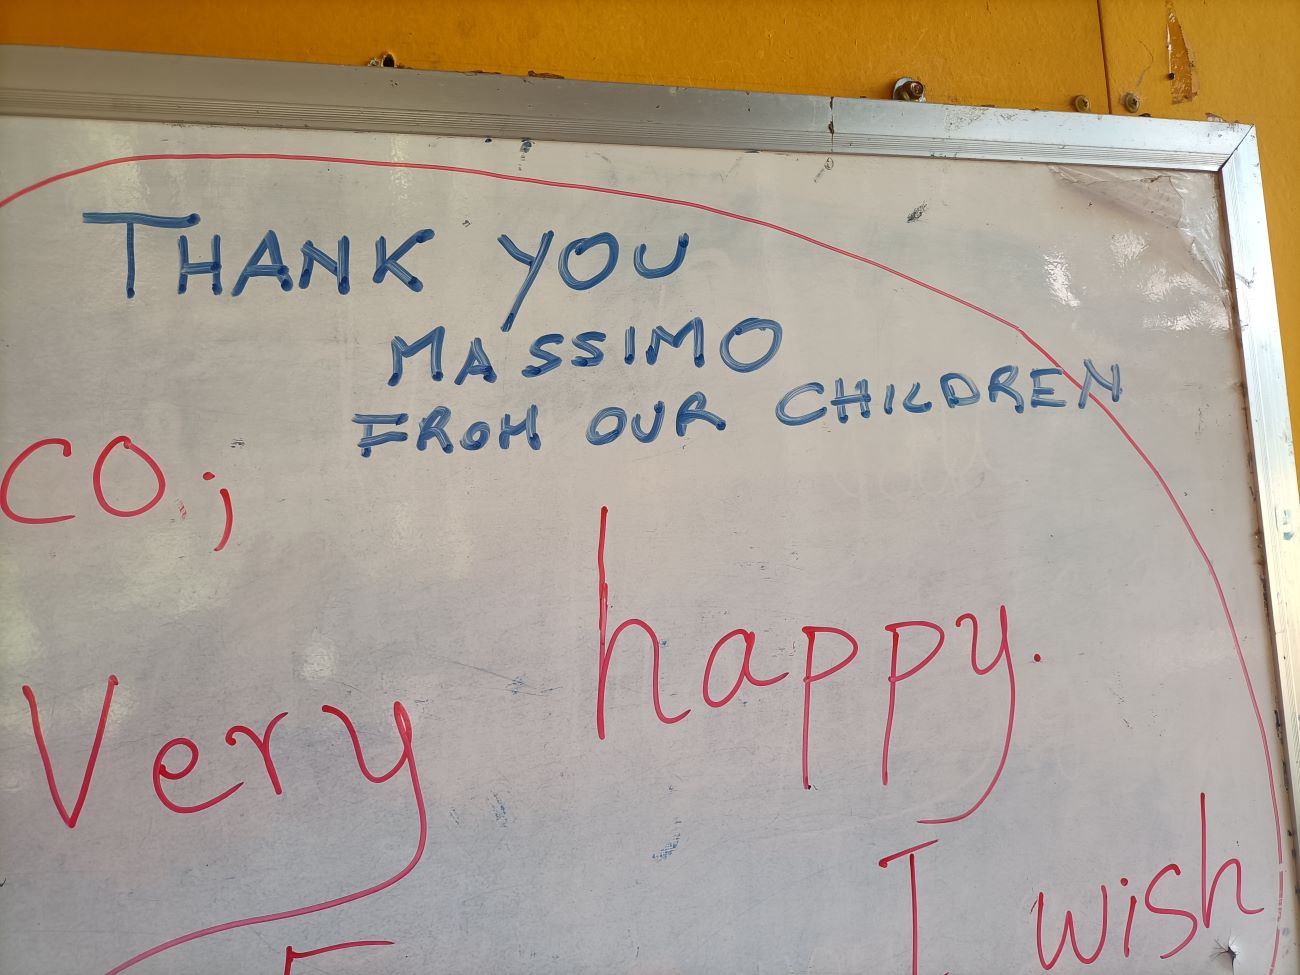 THANK YOU
MASSIMO
FROM OUR CHILDREN
CO;
Very happy.
I wish